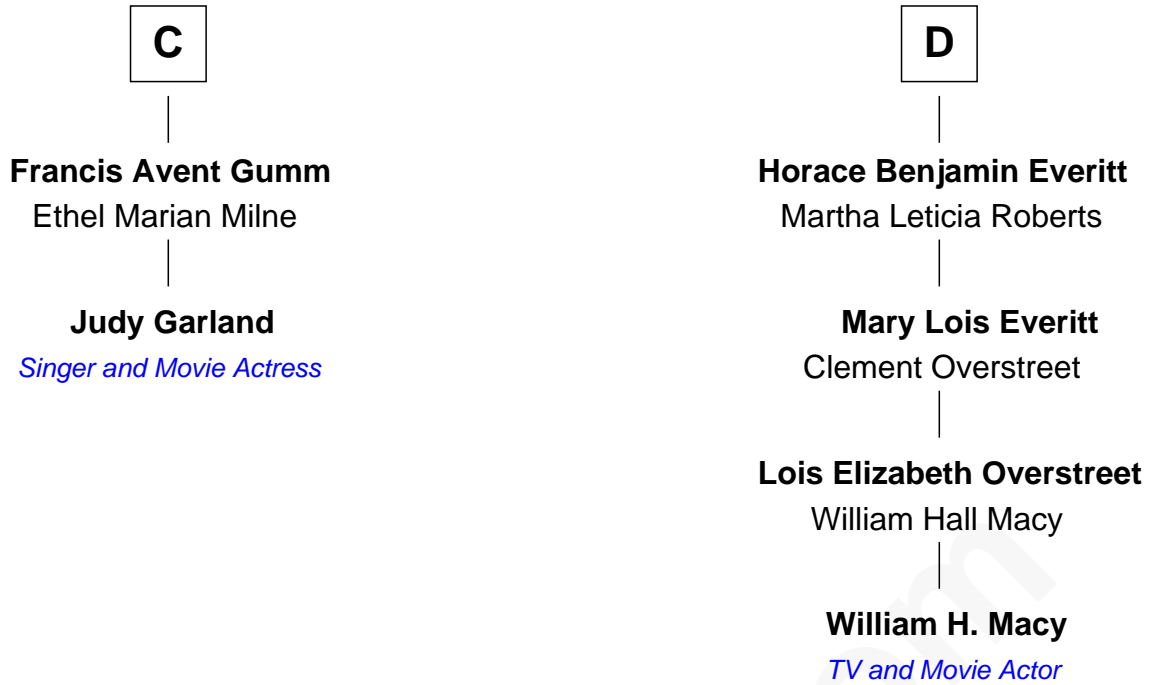 C
Francis Avent Gumm
Ethel Marian Milne
Judy Garland
Singer and Movie Actress
D
Horace Benjamin Everitt
Martha Leticia Roberts
Mary Lois Everitt
Clement Overstreet
Lois Elizabeth Overstreet
William Hall Macy
William H. Macy
TV and Movie Actor